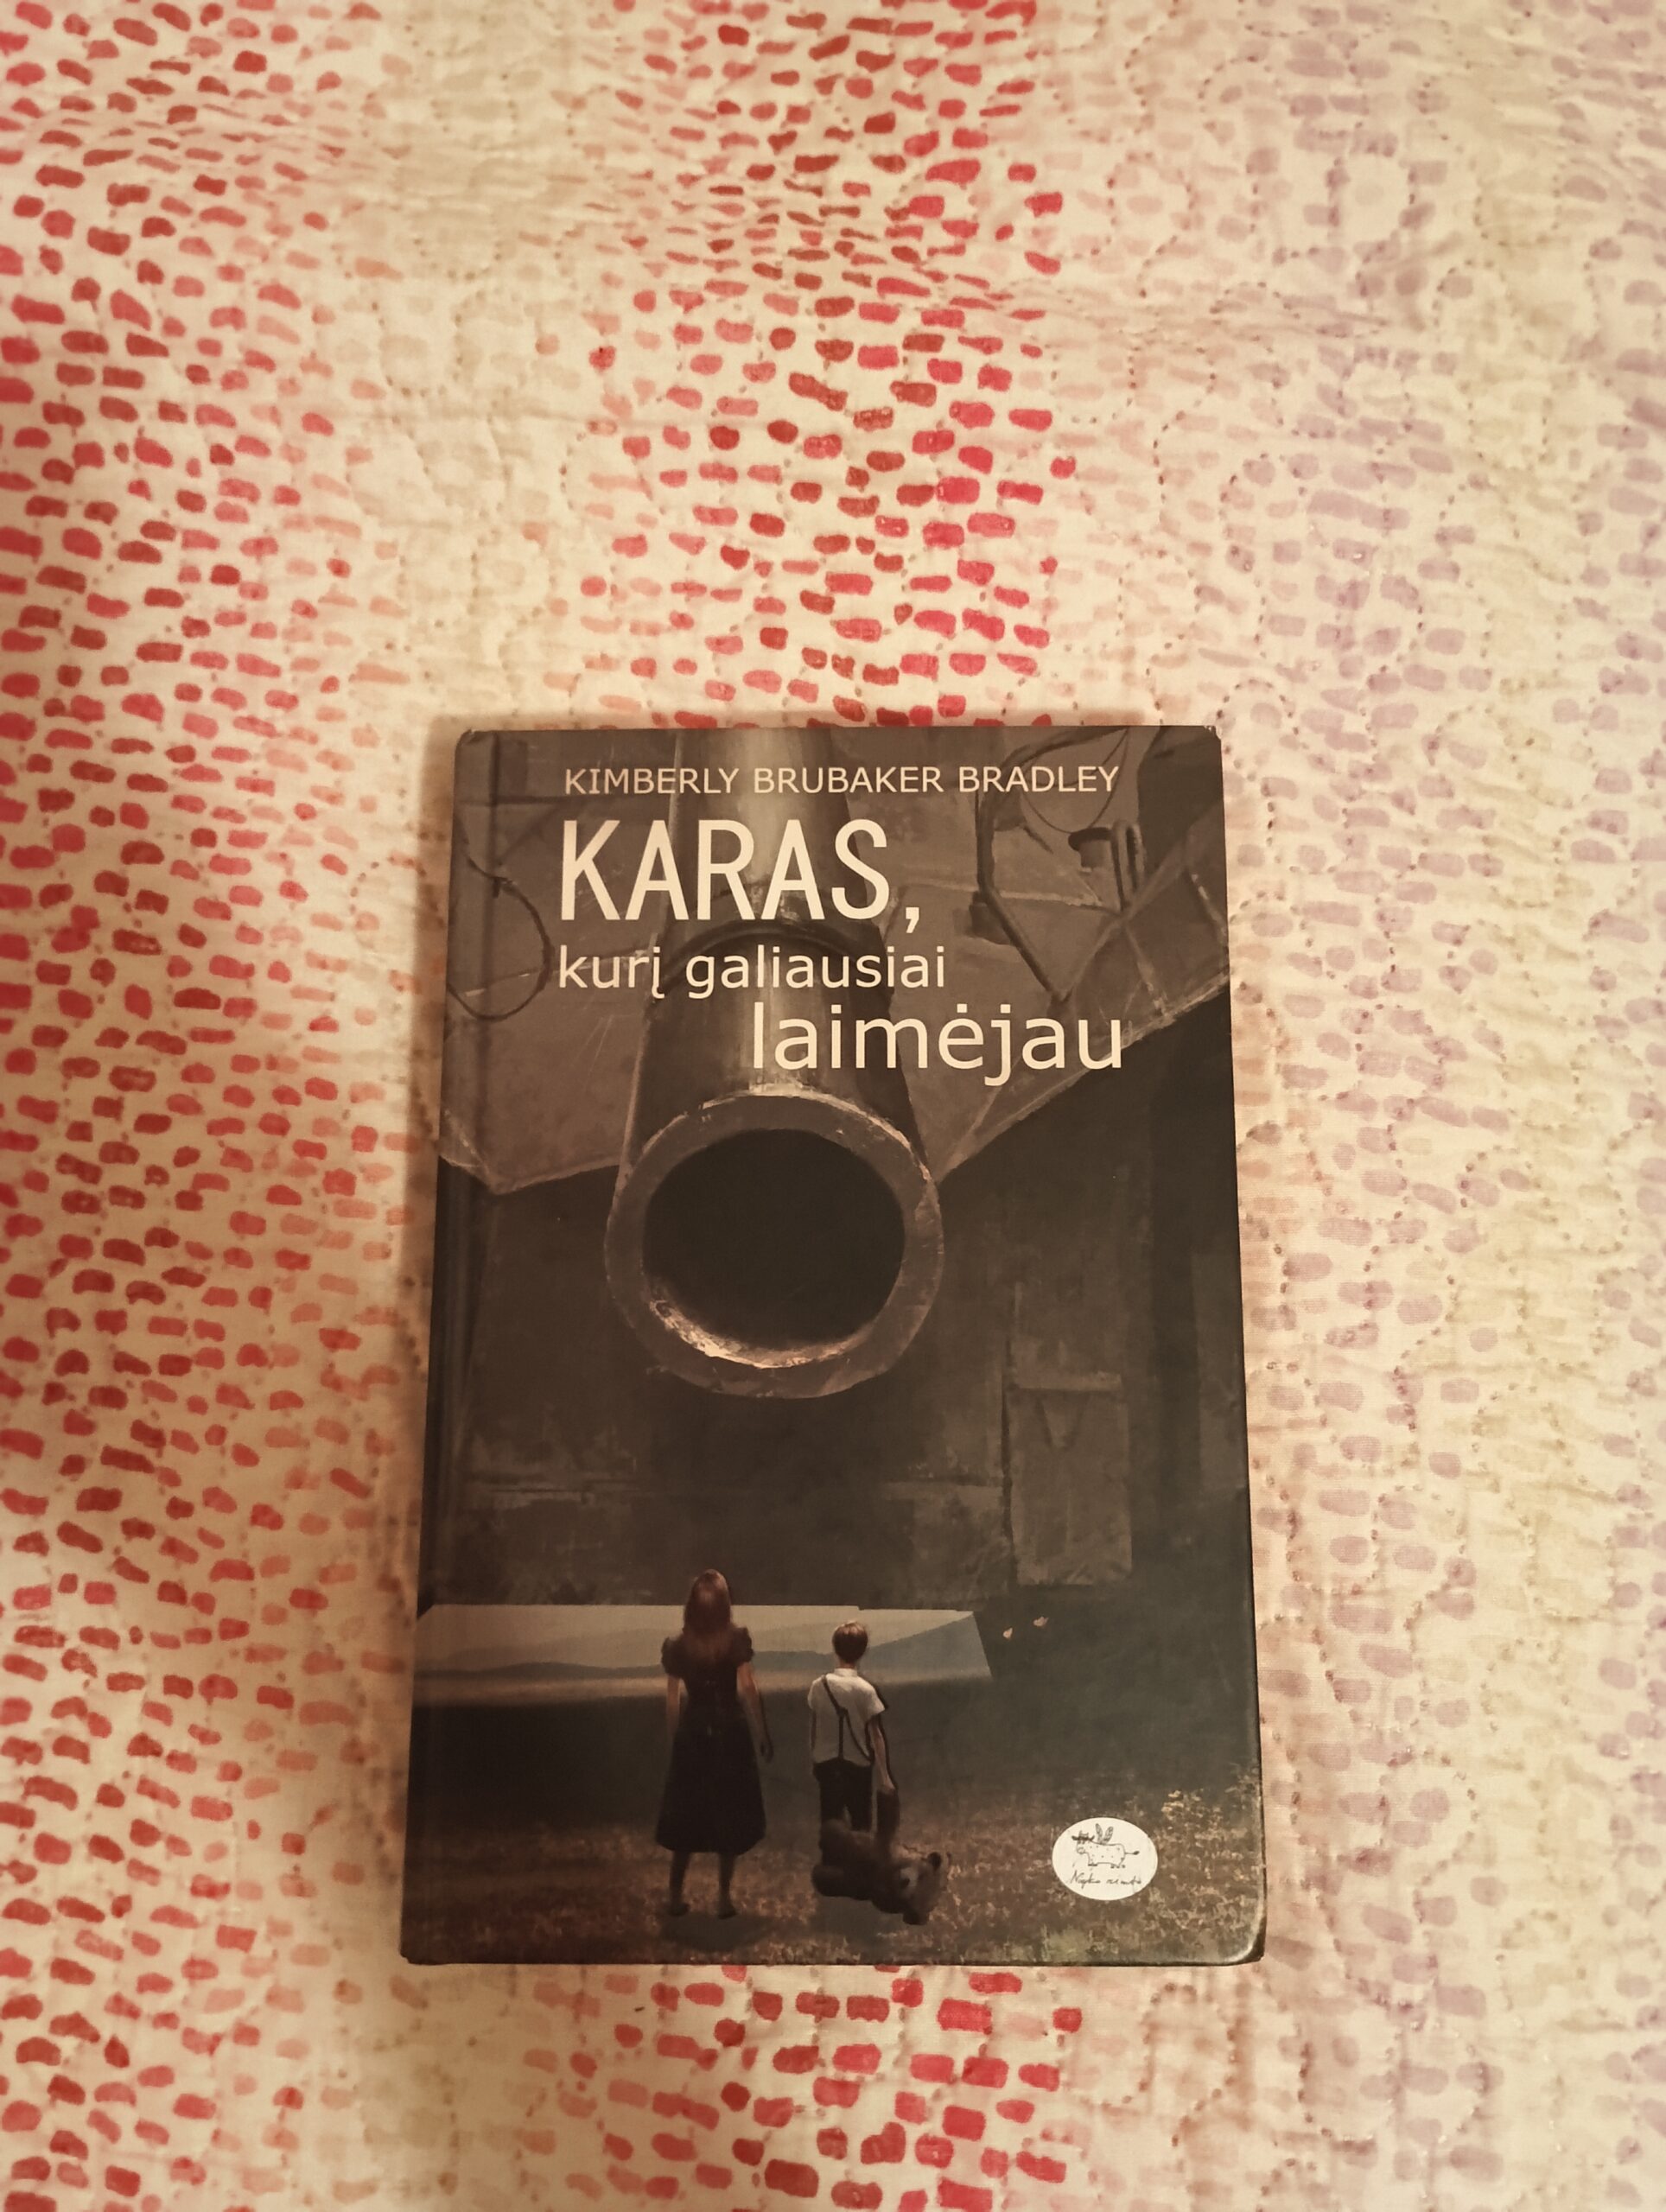 KIMBERLY BRUBAKER BRADLEY
KARAS,
kurį galiausiai
laimėjau